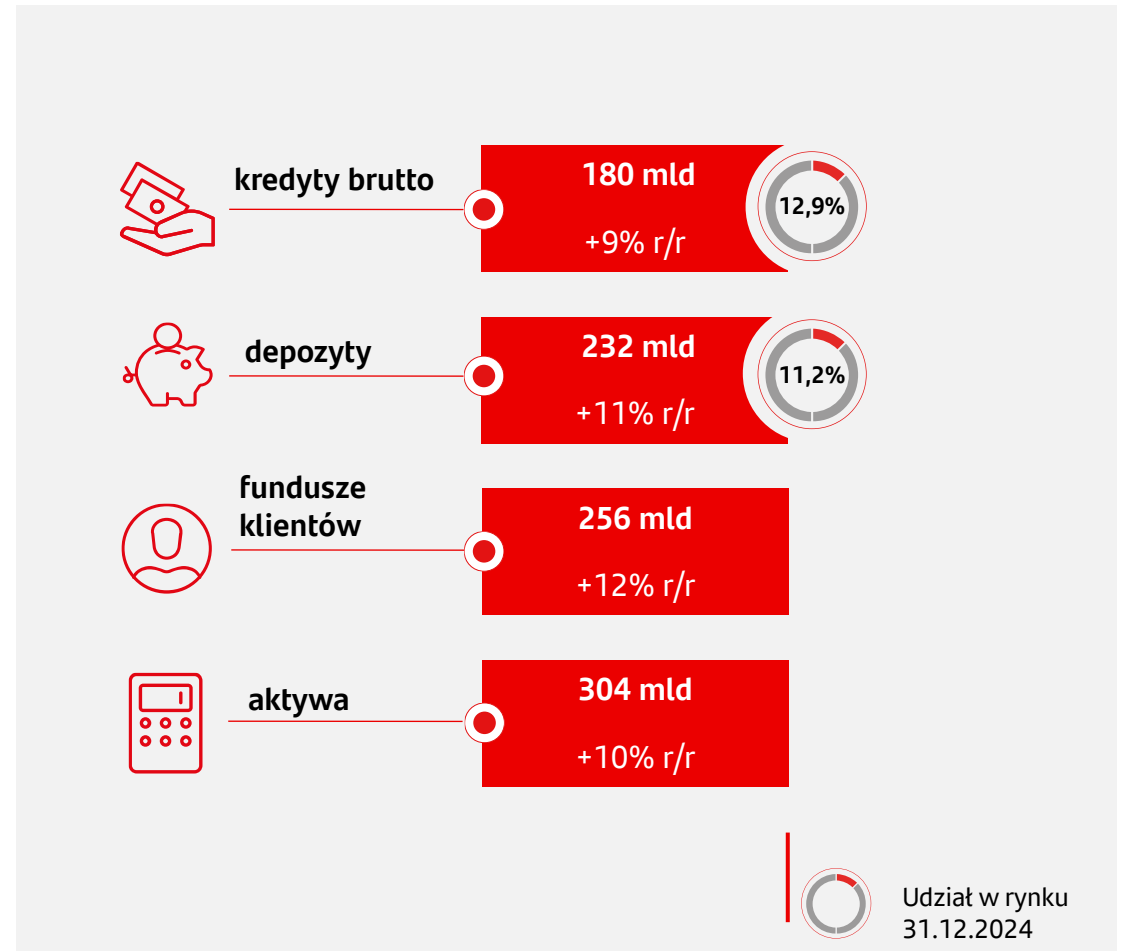 kredyty brutto
180 mld
+9% r/r
12,9%
depozyty
232 mld
+11% r/r
11,2%
fundusze
klientów
256 mld
+12% r/r
aktywa
304 mld
+10% r/r
Udział w rynku
31.12.2024